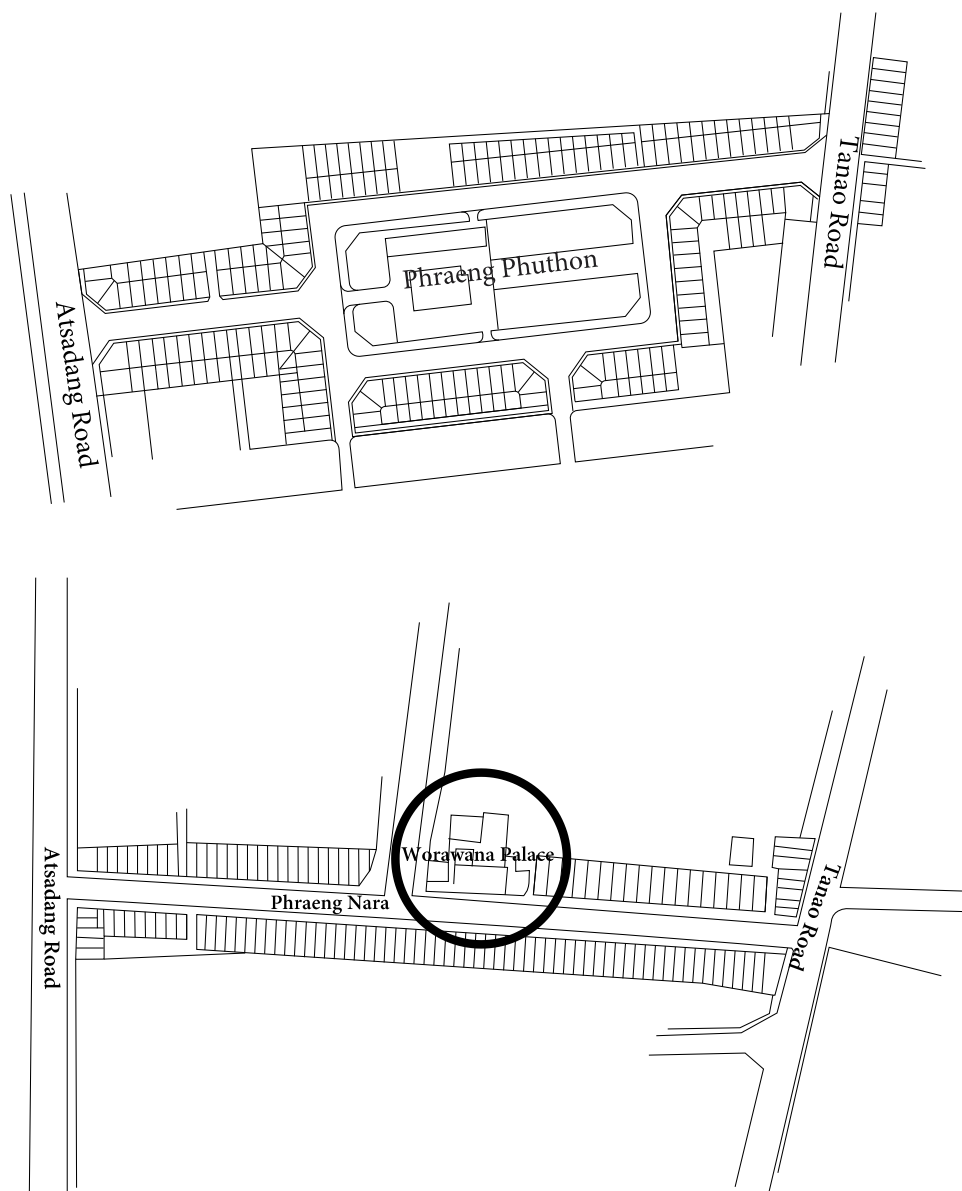 Tanao Road
Phraeng Phuthon
Atsadang Road
Worawana Palace
Atsadang Road
Phraeng Nara
Tanao Road